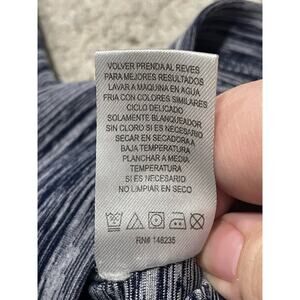 VOLVER PRENDA AL REVES
PARA MEJORES RESULTADOS
LAVAR A MAQUINA EN AGUA
FRIA CON COLORES SIMILARES
CICLO DELICADO
SOLAMENTE BLANQUEADOR
SIN CLORO SI ES NECESARIO
SECAR EN SECADORA A
BAJA TEMPERATURA
PLANCHAR A MEDIA
TEMPERATURA
SI ES NECESARIO
NO LIMPIAR EN SECO
RN# 148235